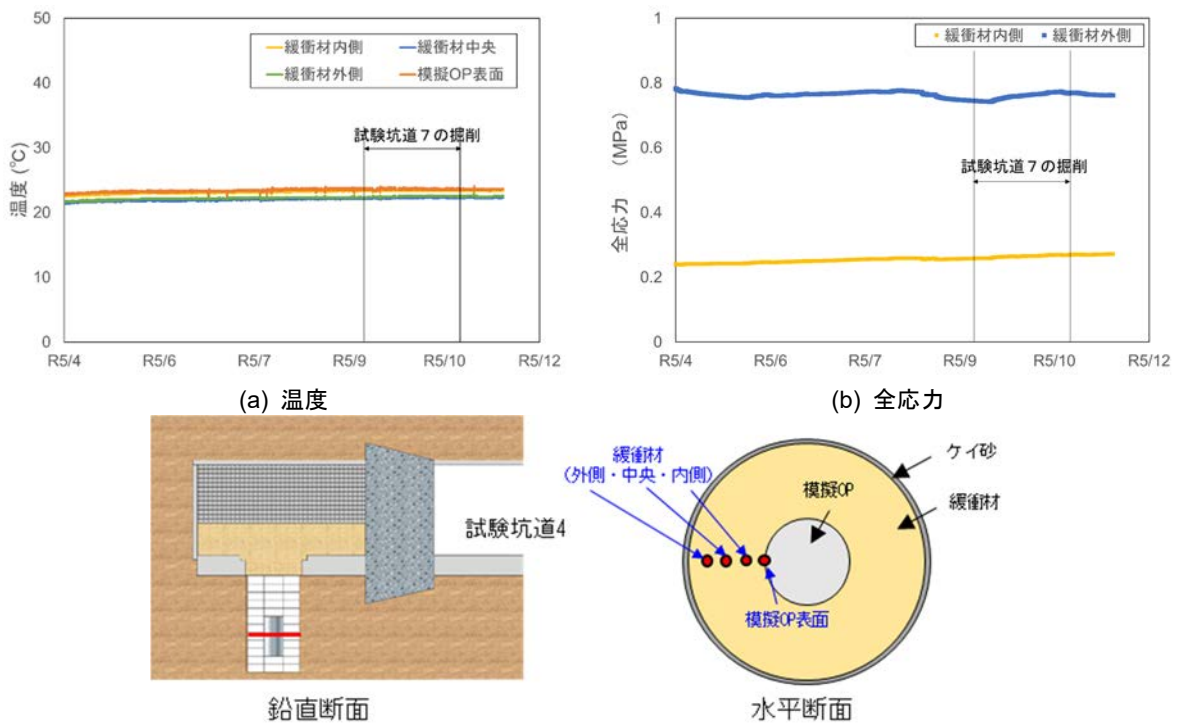 50
40
30
20
10
0
温度 (℃)
緩衝材内側
緩衝材中央
緩衝材外側
模擬OP表面
試験坑道７の掘削
R5/4
R5/6
R5/7
R5/9
R5/10
R5/12
(a) 温度
1
0.8
0.6
0.4
0.2
0
全応力 (MPa)
緩衝材内側
緩衝材外側
試験坑道７の掘削
R5/4
R5/6
R5/7
R5/9
R5/10
R5/12
(b) 全応力
試験坑道4
鉛直断面
緩衝材
(外側・中央・内側)
模擬OP
ケイ砂
緩衝材
模擬OP表面
水平断面